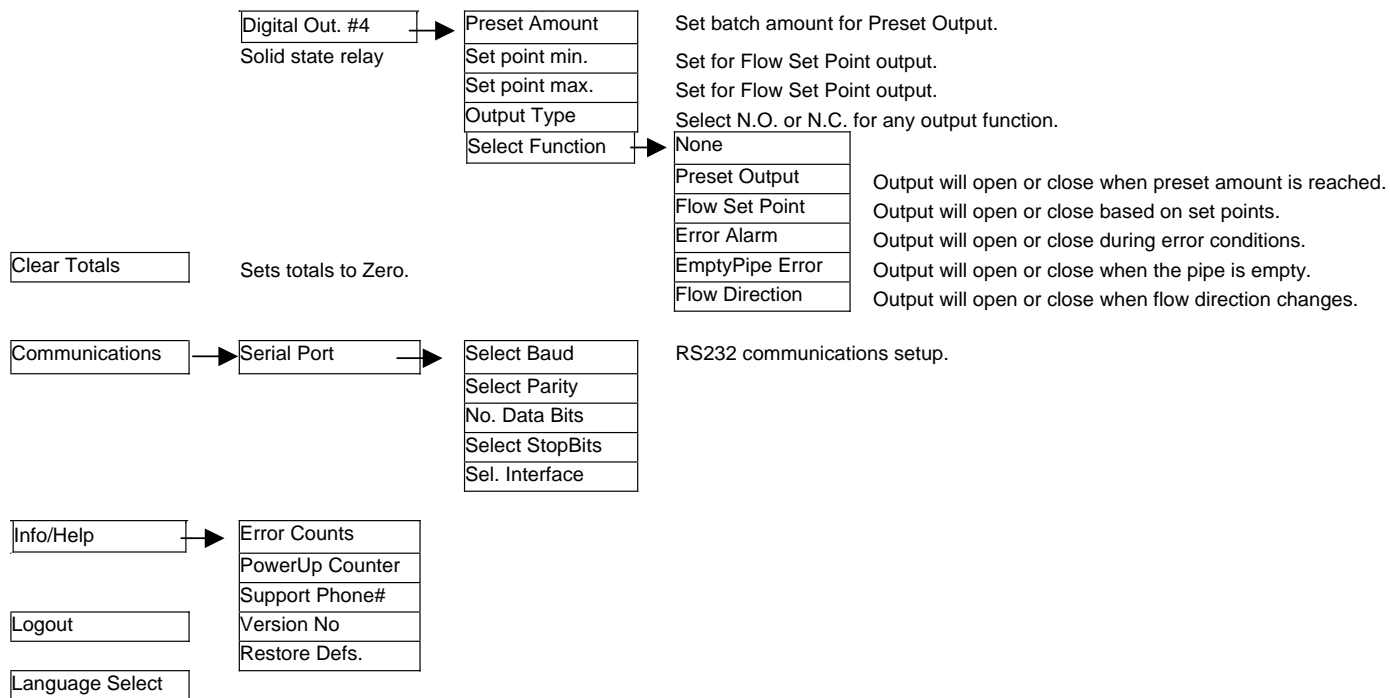 Digital Out. #4
Preset Amount
Set batch amount for Preset Output.
Solid state relay
Set point min.
Set for Flow Set Point output.
Set point max.
Set for Flow Set Point output.
Output Type
Select N.O. or N.C. for any output function.
Select Function
None
Preset Output
Output will open or close when preset amount is reached.
Flow Set Point
Output will open or close based on set points.
Error Alarm
Output will open or close during error conditions.
Clear Totals
Sets totals to Zero.
EmptyPipe Error
Output will open or close when the pipe is empty.
Flow Direction
Output will open or close when flow direction changes.
Communications
Serial Port
Select Baud
RS232 communications setup.
Select Parity
No. Data Bits
Select StopBits
Sel. Interface
Info/Help
Error Counts
PowerUp Counter
Support Phone#
Logout
Version No
Restore Defs.
Language Select